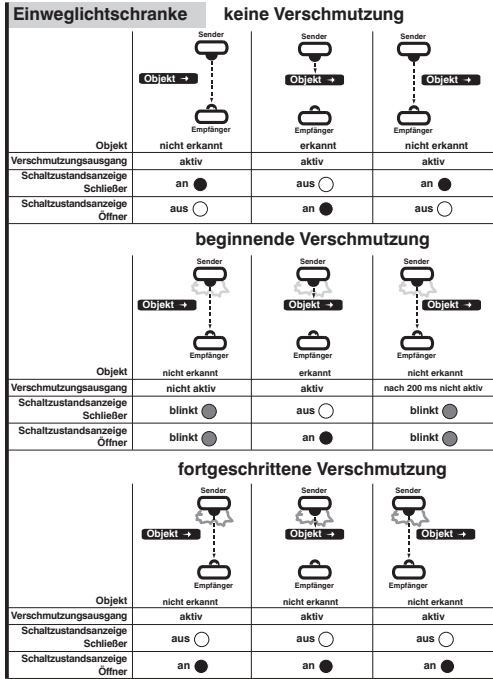 Einweglichtschranke keine Verschmutzung
Sender Sender Sender
Objekt → Objekt → Objekt →
Empfänger Empfänger Empfänger
Objekt nicht erkannt erkannt nicht erkannt
Verschmutzungsausgang aktiv aktiv aktiv
Schaltzustandsanzeige
Schließer an aus an
Schaltzustandsanzeige
Öffner aus an aus
beginnende Verschmutzung
Sender Sender Sender
Objekt → Objekt → Objekt →
Empfänger Empfänger Empfänger
Objekt nicht erkannt erkannt nicht erkannt
Verschmutzungsausgang nicht aktiv aktiv nach 200 ms nicht aktiv
Schaltzustandsanzeige
Schließer blinkt aus blinkt
Schaltzustandsanzeige
Öffner blinkt an blinkt
fortgeschrittene Verschmutzung
Sender Sender Sender
Objekt → Objekt → Objekt →
Empfänger Empfänger Empfänger
Objekt nicht erkannt nicht erkannt nicht erkannt
Verschmutzungsausgang aktiv aktiv aktiv
Schaltzustandsanzeige
Schließer aus aus aus
Schaltzustandsanzeige
Öffner an an an